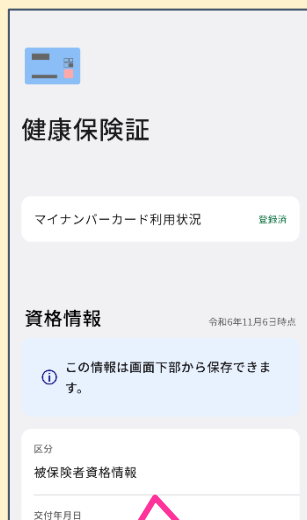 健康保険証
マイナンバーカード利用状況 登録済
資格情報 令和6年11月6日時点
この情報は画面下部から保存できま
す。
区分
被保険者資格情報
交付年月日